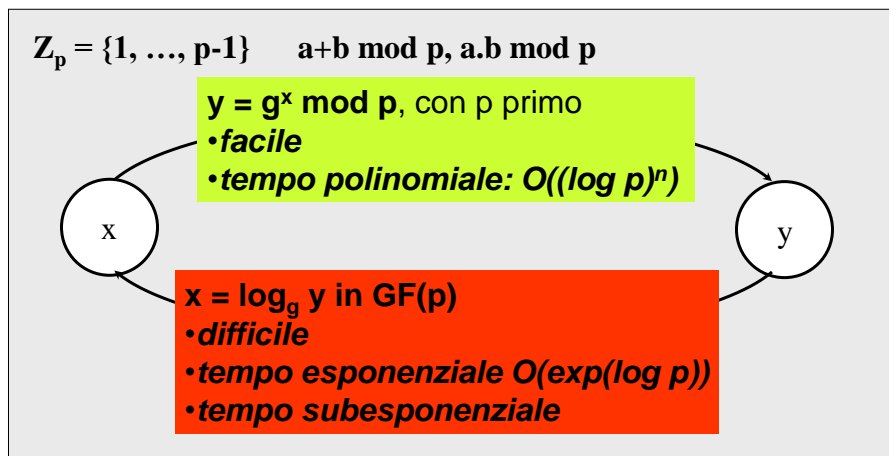 Zₚ = {1, …, p-1} a+b mod p, a.b mod p
y = gˣ mod p, con p primo
•facile
•tempo polinomiale: O((log p)ⁿ)
x
y
x = log_g y in GF(p)
•difficile
•tempo esponenziale O(exp(log p))
•tempo subesponenziale